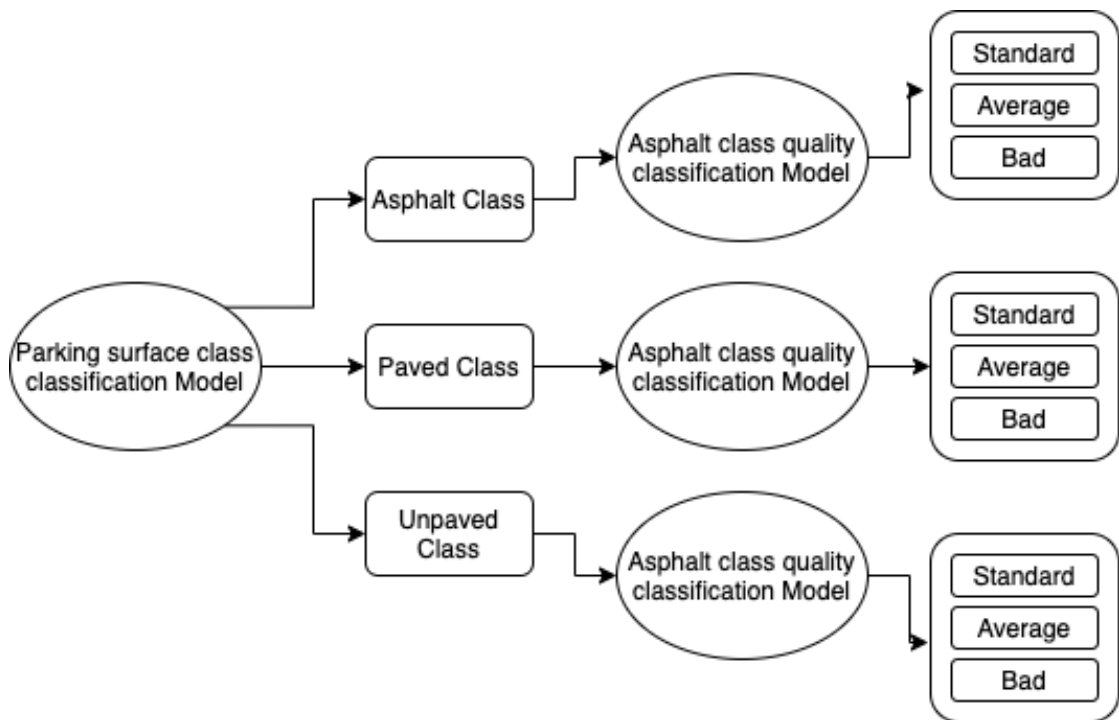 Parking surface class
classification Model
Asphalt Class
Asphalt class quality
classification Model
Standard
Average
Bad
Paved Class
Asphalt class quality
classification Model
Standard
Average
Bad
Unpaved
Class
Asphalt class quality
classification Model
Standard
Average
Bad